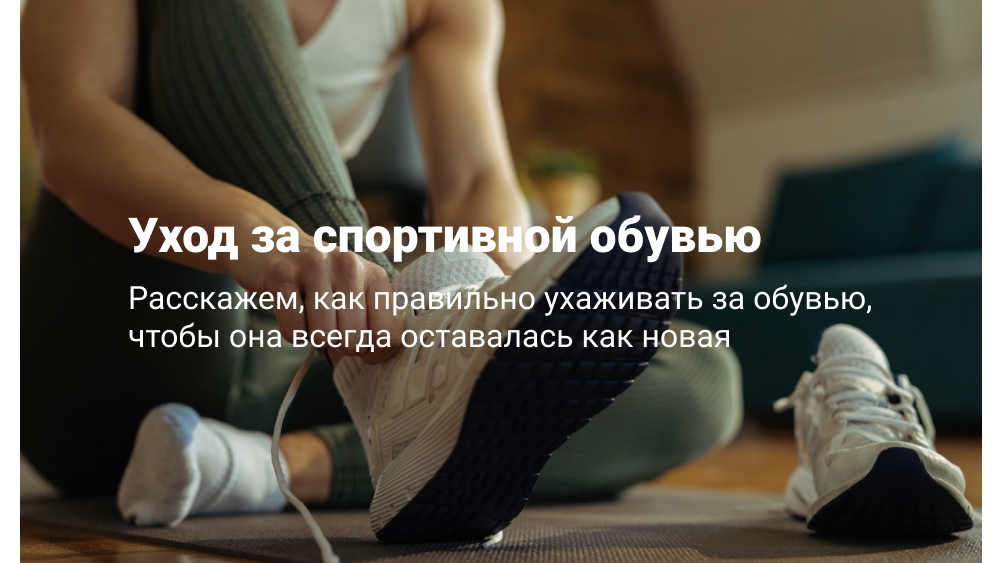 Уход за спортивной обувью
Расскажем, как правильно ухаживать за обувью,
чтобы она всегда оставалась как новая